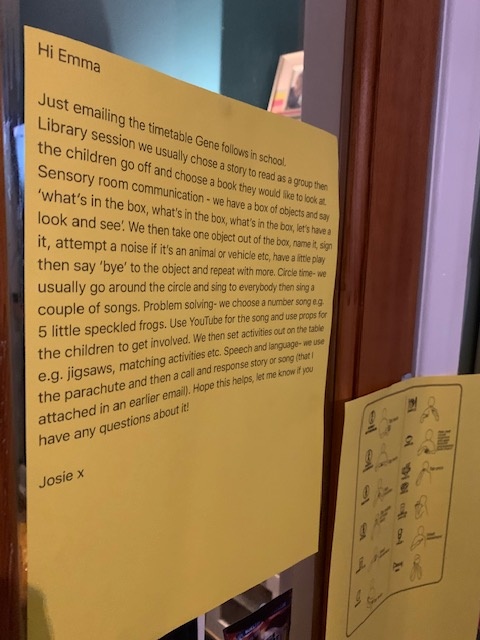 Hi Emma
Just emailing the timetable Gene follows in school.
Library session we usually chose a story to read as a group then
the children go off and choose a book they would like to look at.
Sensory room communication - we have a box of objects and say
'what's in the box, what's in the box, what's in the box, let's have a
look and see'. We then take one object out of the box, name it, sign
it, attempt a noise if it's an animal or vehicle etc, have a little play
then say 'bye' to the object and repeat with more. Circle time- we
usually go around the circle and sing to everybody then sing a
couple of songs. Problem solving- we choose a number song e.g.
5 little speckled frogs. Use YouTube for the song and use props for
the children to get involved. We then set activities out on the table
e.g. jigsaws, matching activities etc. Speech and language- we use
the parachute and then a call and response story or song (that I
attached in an earlier email). Hope this helps, let me know if you
have any questions about it!
Josie x